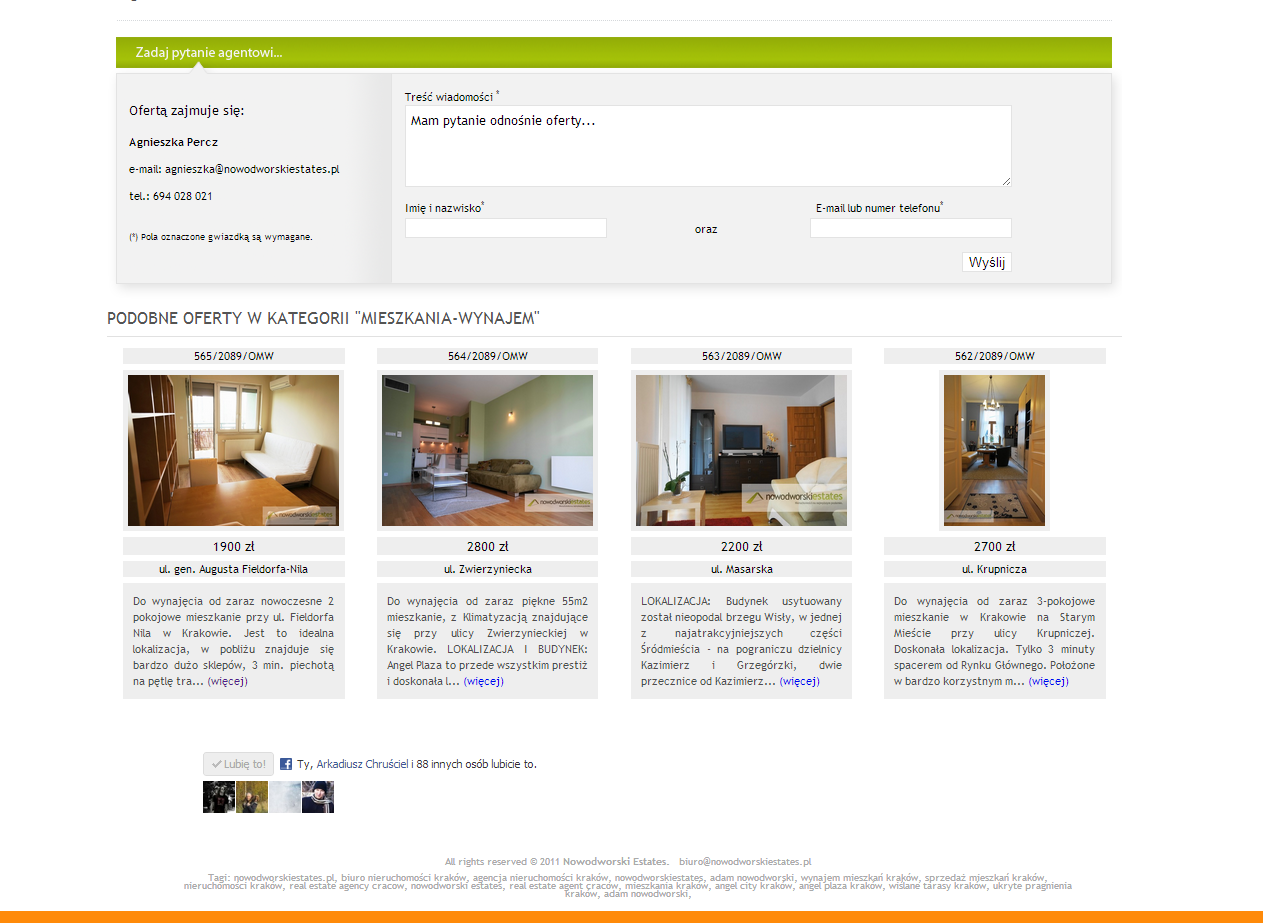 Zadaj pytanie agentowi...
Ofertą zajmuje się:
Agnieszka Percz
e-mail: agnieszka@nowodworskiestates.pl
tel.: 694 028 021
(*) Pola oznaczone gwiazdką są wymagane.
Treść wiadomości *
Mam pytanie odnośnie oferty...
Imię i nazwisko*
oraz
E-mail lub numer telefonu*
Wyślij
PODOBNE OFERTY W KATEGORII "MIESZKANIA-WYNAJEM"
565/2089/OMW
nowodworskiestates
1900 zł
ul. gen. Augusta Fieldorfa-Nila
Do wynajęcia od zaraz nowoczesne 2
pokojowe mieszkanie przy ul. Fieldorfa
Nila w Krakowie. Jest to idealna
lokalizacja, w pobliżu znajduje się
bardzo dużo sklepów, 3 min. piechotą
na pętlę tra... (więcej)
564/2089/OMW
nowodworskiestates
2800 zł
ul. Zwierzyniecka
Do wynajęcia od zaraz piękne 55m2
mieszkanie, z Klimatyzacją znajdujące
się przy ulicy Zwierzynieckiej w
Krakowie. LOKALIZACJA I BUDYNEK:
Angel Plaza to przede wszystkim prestiż
i doskonała l... (więcej)
563/2089/OMW
nowodworskiestates
2200 zł
ul. Masarska
LOKALIZACJA: Budynek usytuowany
został nieopodal brzegu Wisły, w jednej
z najatrakcyjniejszych części
Śródmieścia - na pograniczu dzielnicy
Kazimierz i Grzegórzki, dwie
przecznice od Kazimierz... (więcej)
562/2089/OMW
2700 zł
ul. Krupnicza
Do wynajęcia od zaraz 3-pokojowe
mieszkanie w Krakowie na Starym
Mieście przy ulicy Krupniczej.
Doskonała lokalizacja. Tylko 3 minuty
spacerem od Rynku Głównego. Położone
w bardzo korzystnym m... (więcej)
Lubię to! Ty, Arkadiusz Chruściel i 88 innych osób lubicie to.
All rights reserved © 2011 Nowodworski Estates. biuro@nowodworskiestates.pl
Tagi: nowodworskiestates.pl, biuro nieruchomości kraków, agencja nieruchomości kraków, nowodworskiestates, adam nowodworski, wynajem mieszkań kraków, sprzedaż mieszkań kraków,
nieruchomości kraków, real estate agency cracow, nowodworski estates, real estate agent cracow, mieszkania kraków, angel city kraków, angel plaza kraków, wiślane tarasy kraków, ukryte pragnienia
kraków, adam nowodworski,